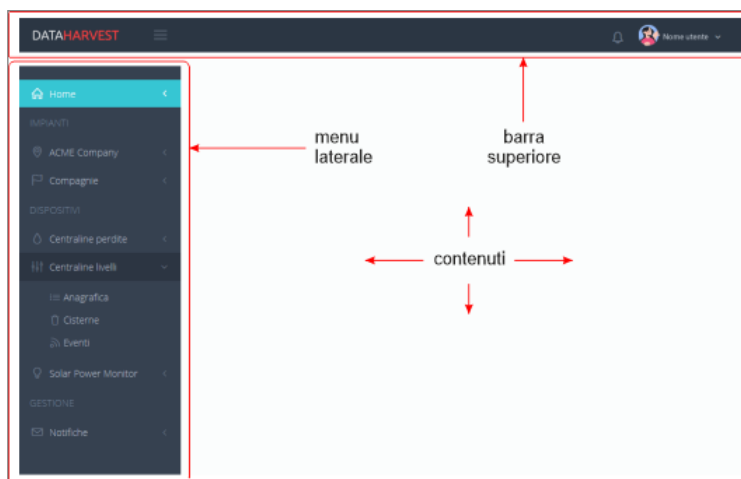 DATAHARVEST
Nome utente
Home
IMPIANTI
ACME Company
Compagnie
DISPOSITIVI
Centraline perdite
Centraline livelli
Anagrafica
Cisterne
Eventi
Solar Power Monitor
GESTIONE
Notifiche
menu
laterale
barra
superiore
contenuti